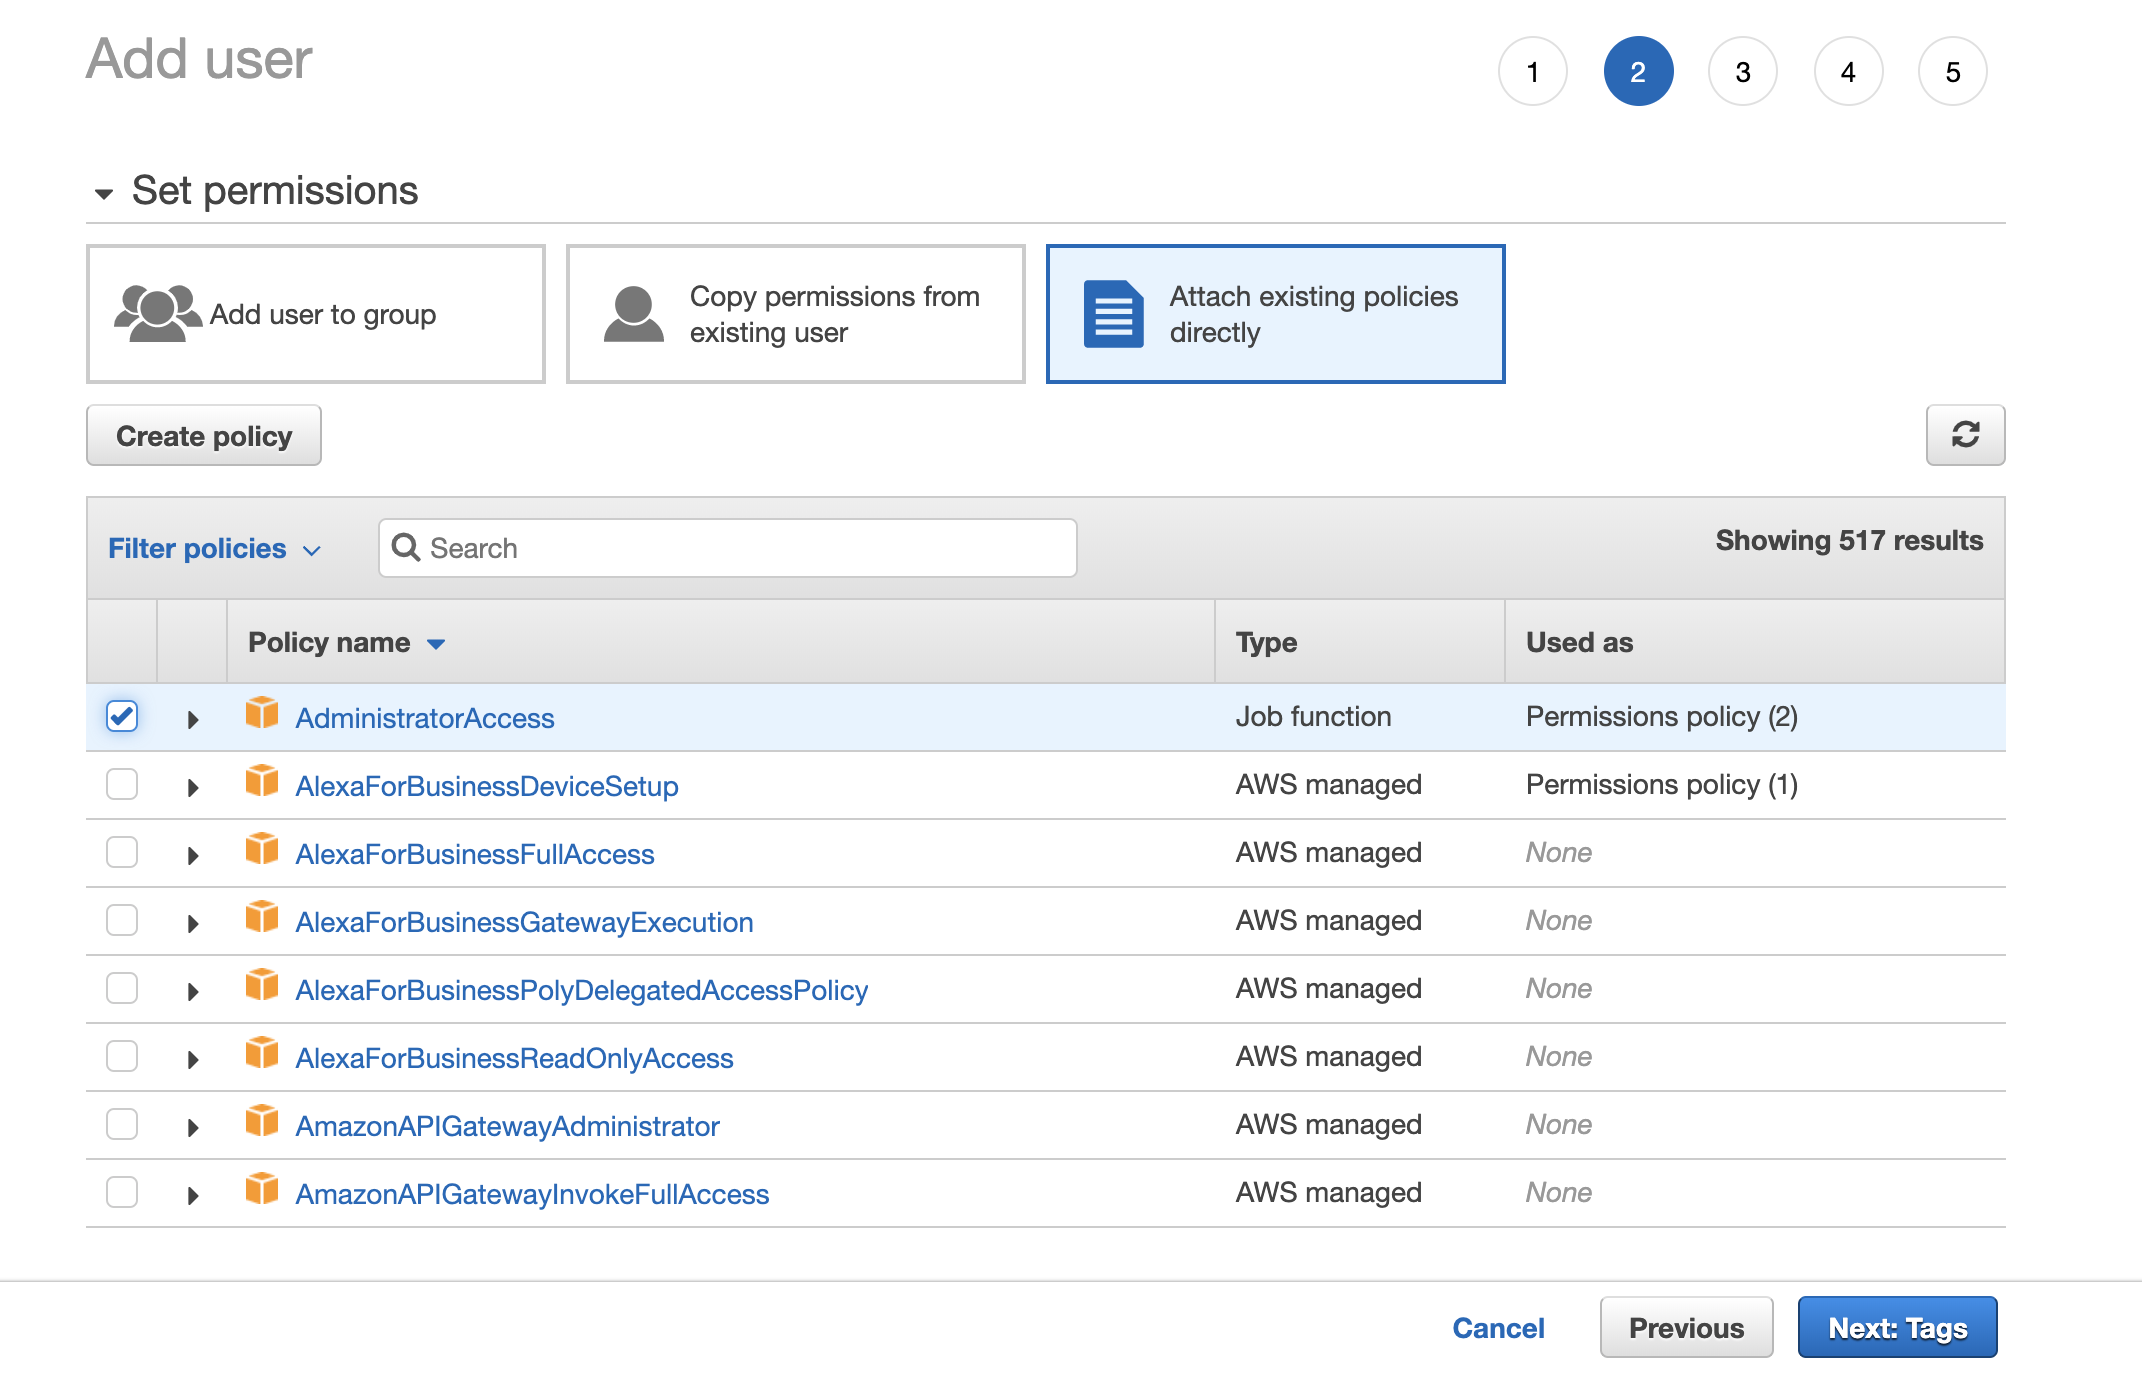 Add user
1 2 3 4 5
Set permissions
Add user to group
Copy permissions from
existing user
Attach existing policies
directly
Create policy
Filter policies Search Showing 517 results
Policy name Type Used as
AdministratorAccess Job function Permissions policy (2)
AlexaForBusinessDeviceSetup AWS managed Permissions policy (1)
AlexaForBusinessFullAccess AWS managed None
AlexaForBusinessGatewayExecution AWS managed None
AlexaForBusinessPolyDelegatedAccessPolicy AWS managed None
AlexaForBusinessReadOnlyAccess AWS managed None
AmazonAPIGatewayAdministrator AWS managed None
AmazonAPIGatewayInvokeFullAccess AWS managed None
Cancel Previous Next: Tags